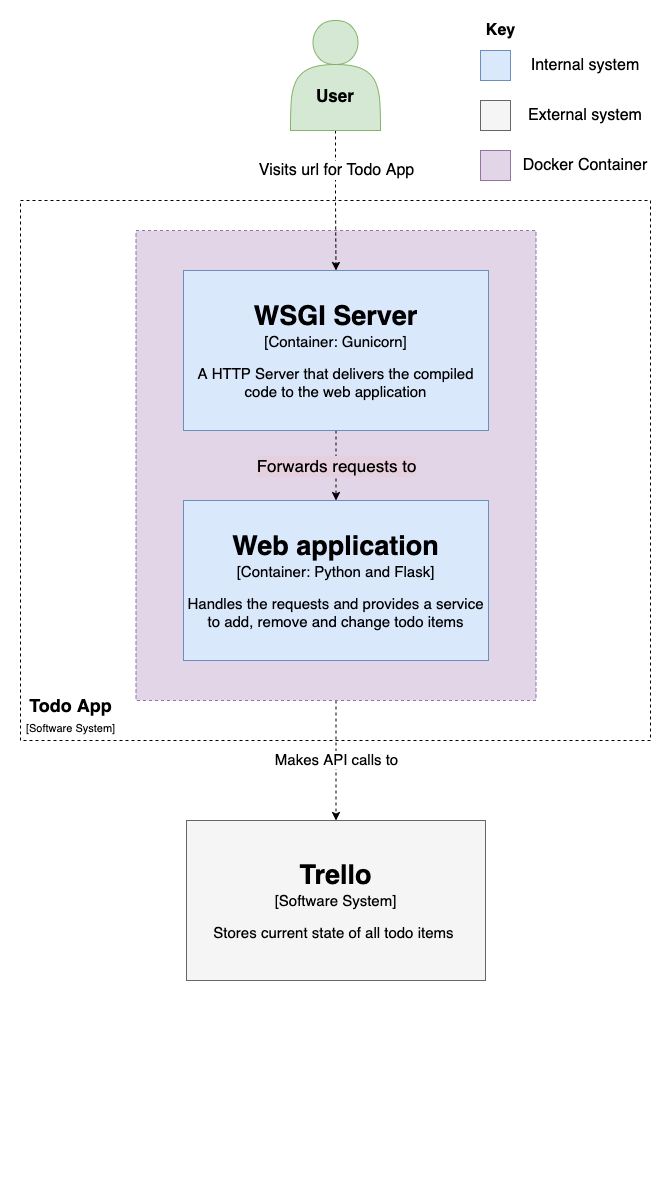 Key
Internal system
External system
Docker Container
User
Visits url for Todo App
WSGI Server
[Container: Gunicorn]
A HTTP Server that delivers the compiled
code to the web application
Forwards requests to
Web application
[Container: Python and Flask]
Handles the requests and provides a service
to add, remove and change todo items
Todo App
[Software System]
Makes API calls to
Trello
[Software System]
Stores current state of all todo items